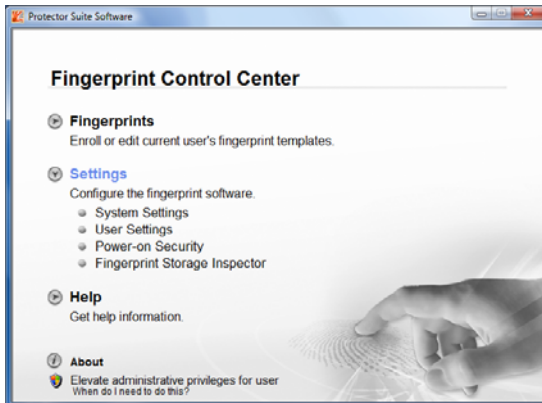 Protector Suite Software
Fingerprint Control Center
Fingerprints
Enroll or edit current user's fingerprint templates.
Settings
Configure the fingerprint software.
System Settings
User Settings
Power-on Security
Fingerprint Storage Inspector
Help
Get help information.
About
Elevate administrative privileges for user
When do I need to do this?